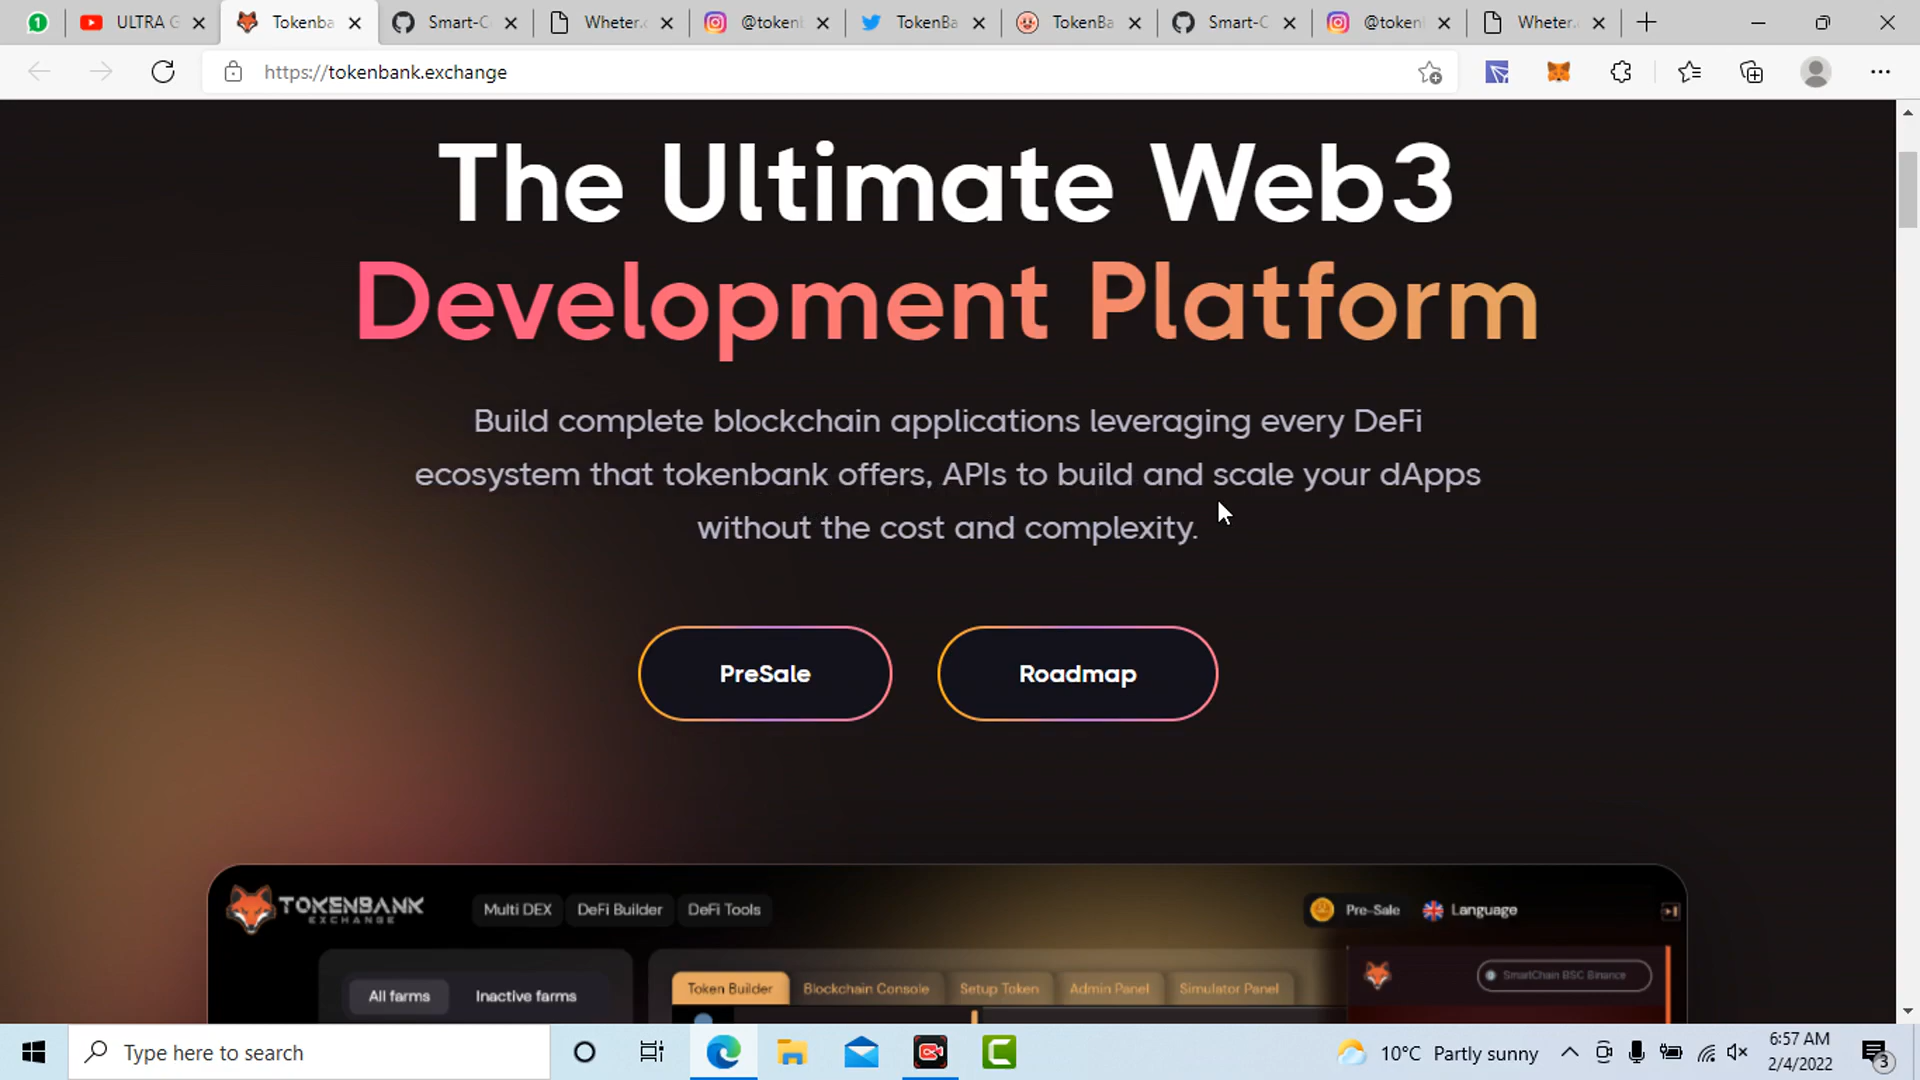 ULTRA G
Tokenba
Smart-C
Wheter.
@token
TokenBa
TokenBa
Smart-C
@token
Wheter.
https://tokenbank.exchange
The Ultimate Web3
Development Platform
Build complete blockchain applications leveraging every DeFi
ecosystem that tokenbank offers, APIs to build and scale your dApps
without the cost and complexity.
PreSale
Roadmap
TOKENBANK
EXCHANGE
Multi DEX
DeFi Builder
DeFi Tools
Pre-Sale
Language
All farms
Inactive farms
Token Builder
Blockchain Console
Setup Token
Admin Panel
Simulator Panel
SmartChain BSC Binance
Type here to search
10°C Partly sunny
6:57 AM
2/4/2022
3